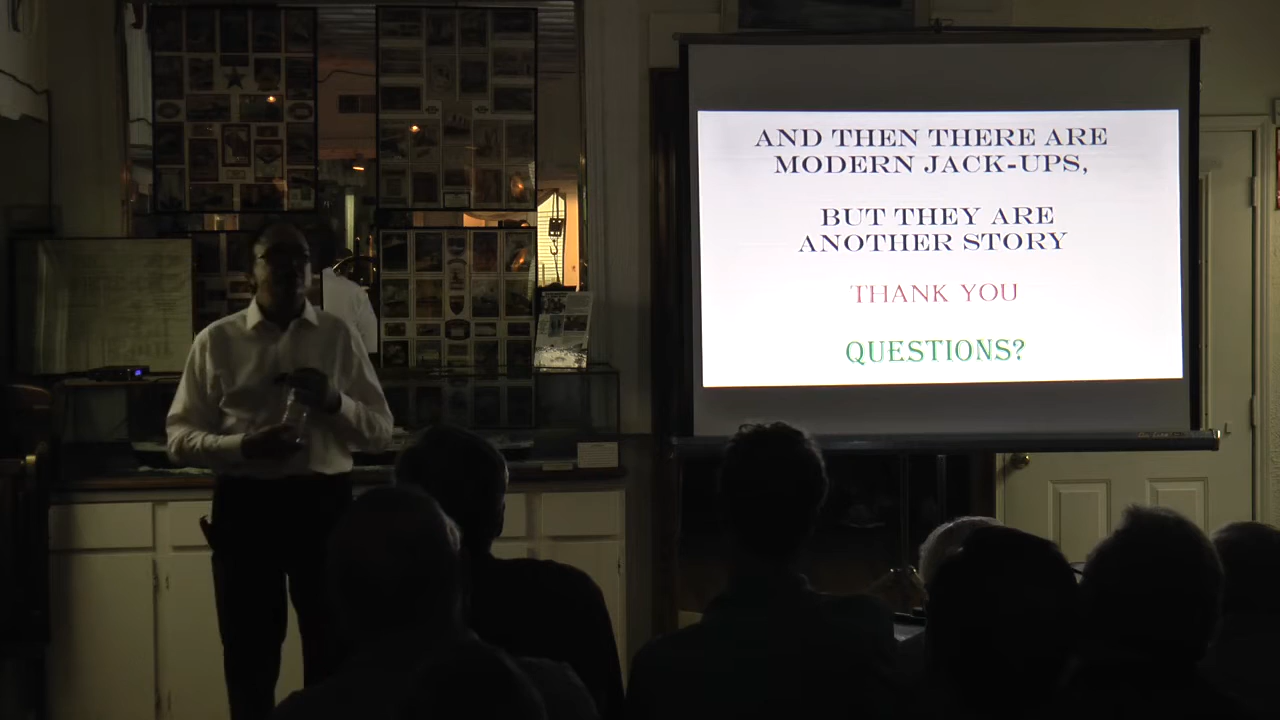 AND THEN THERE ARE
MODERN JACK-UPS,
BUT THEY ARE
ANOTHER STORY
THANK YOU
QUESTIONS?